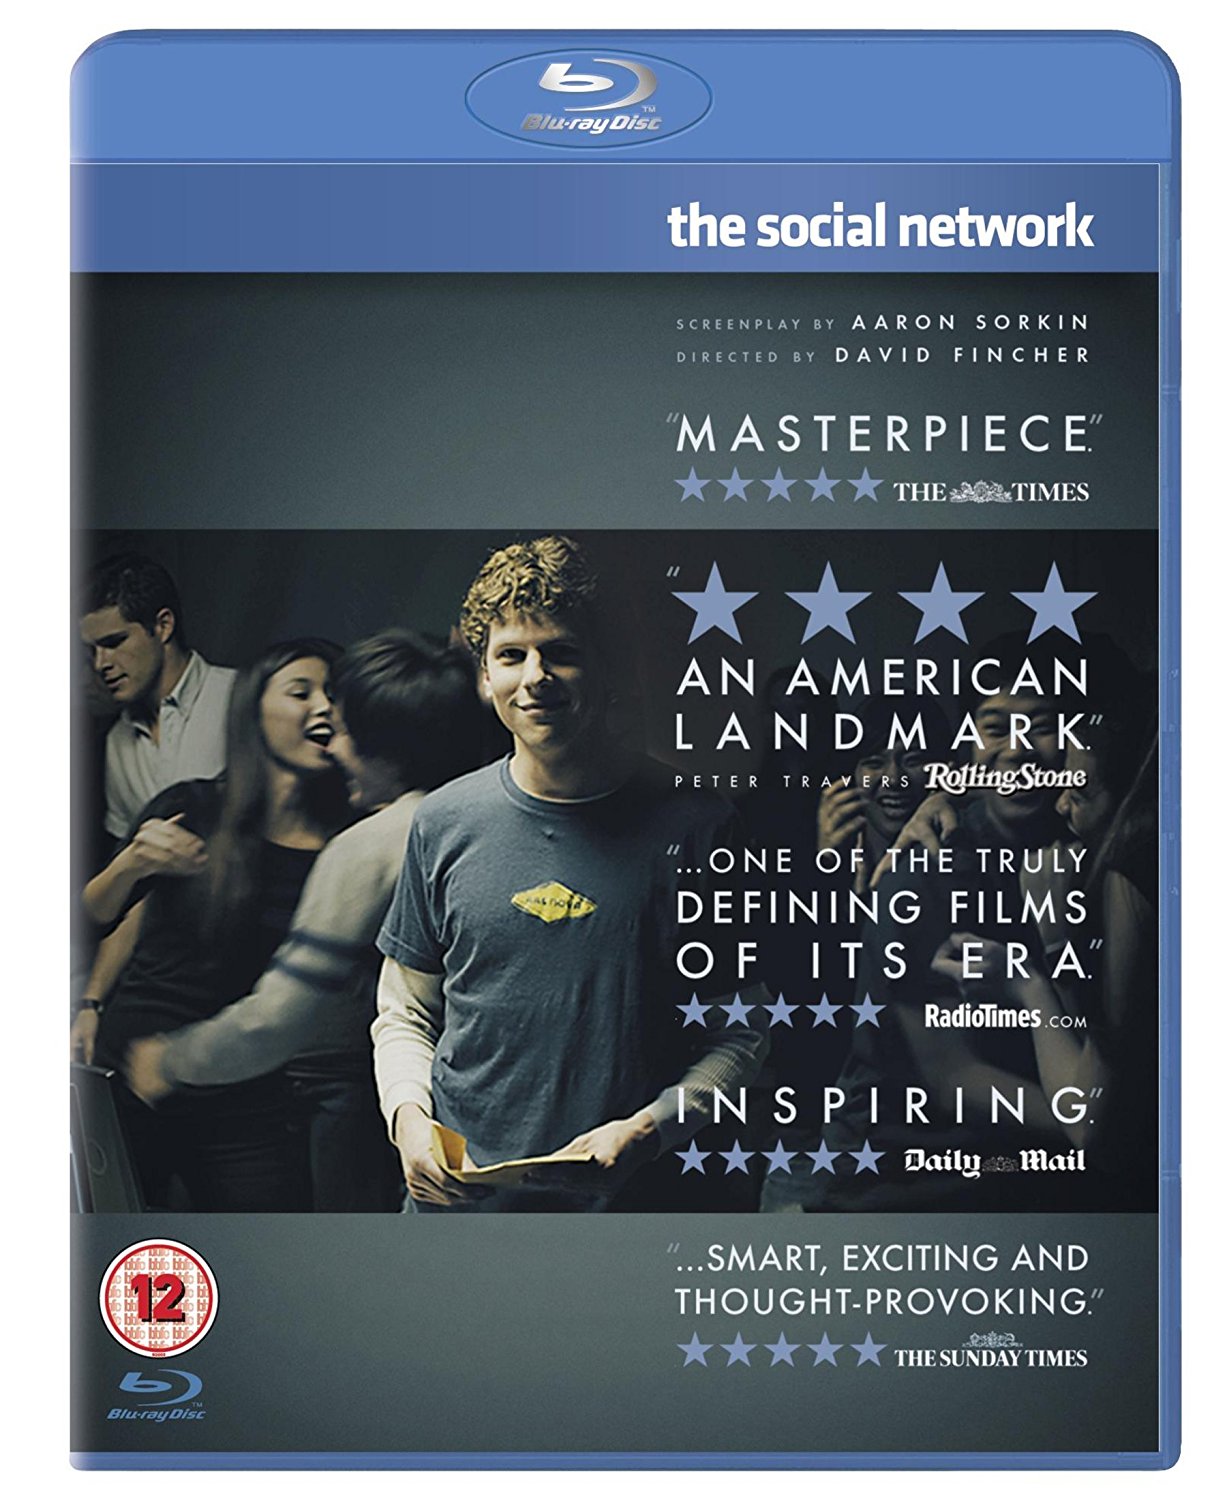 Blu-ray Disc™
the social network
SCREENPLAY BY AARON SORKIN
DIRECTED BY DAVID FINCHER
“MASTERPIECE.”
THE TIMES
“
AN AMERICAN
LANDMARK.”
PETER TRAVERS RollingStone
“...ONE OF THE TRULY
DEFINING FILMS
OF ITS ERA.”
RadioTimes.COM
INSPIRING.”
Daily Mail
“...SMART, EXCITING AND
THOUGHT-PROVOKING.”
THE SUNDAY TIMES
12
Blu-ray Disc™